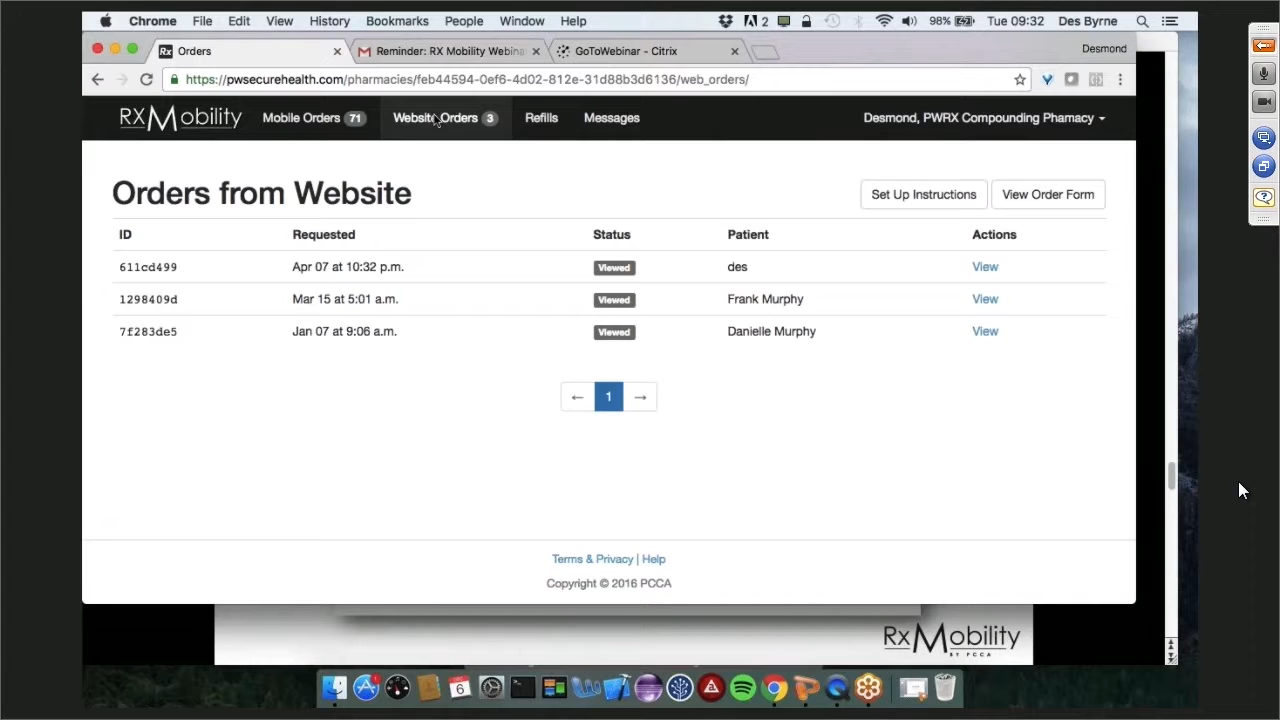 Chrome File Edit View History Bookmarks People Window Help 2 98% Tue 09:32 Des Byrne
Rx Orders × Reminder: RX Mobility Webina × GoToWebinar - Citrix × Desmond
https://pwsecurehealth.com/pharmacies/feb44594-0ef6-4d02-812e-31d88b3d6136/web_orders/
RXMobility Mobile Orders 71 Website Orders 3 Refills Messages Desmond, PWRX Compounding Phamacy
Orders from Website Set Up Instructions View Order Form
ID Requested Status Patient Actions
611cd499 Apr 07 at 10:32 p.m. Viewed des View
1298409d Mar 15 at 5:01 a.m. Viewed Frank Murphy View
7f283de5 Jan 07 at 9:06 a.m. Viewed Danielle Murphy View
← 1 →
Terms & Privacy | Help
Copyright © 2016 PCCA
RxMobility
BY PCCA
6